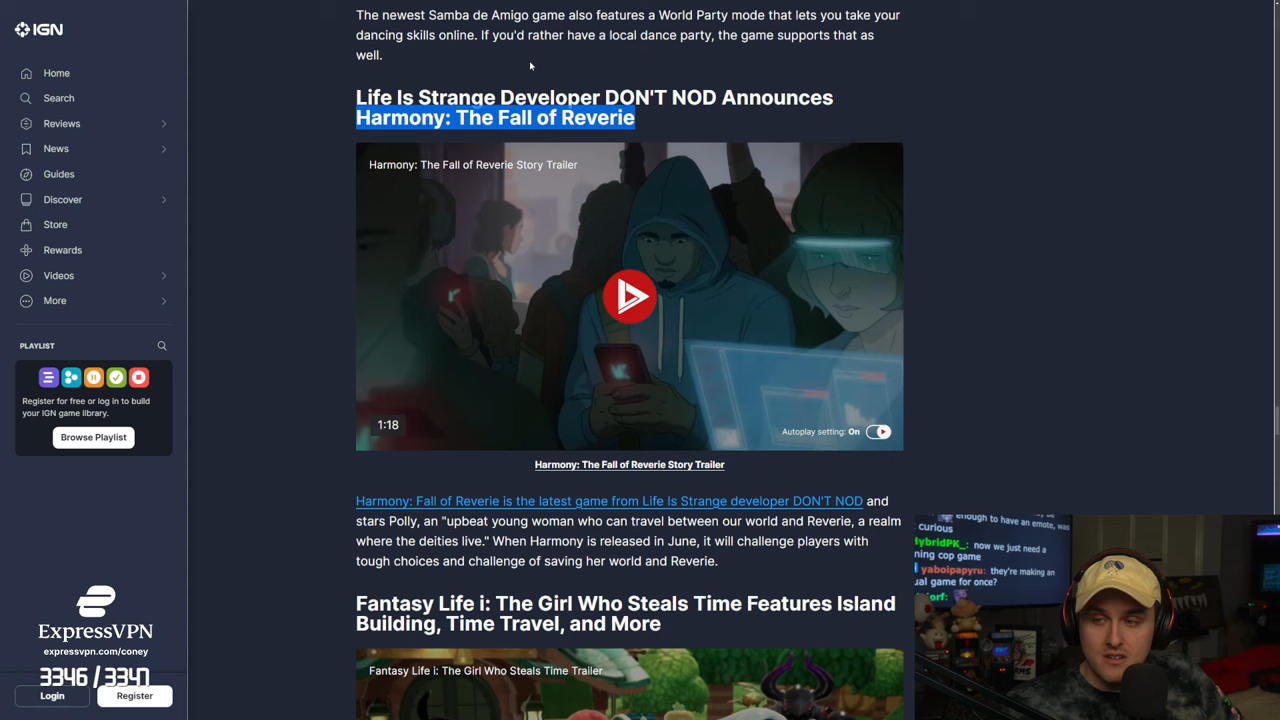 IGN
Home
Search
Reviews
News
Guides
Discover
Store
Rewards
Videos
More
PLAYLIST
Register for free or log in to build
your IGN game library.
Browse Playlist
ExpressVPN
expressvpn.com/coney
3346 / 3347
Login
Register
The newest Samba de Amigo game also features a World Party mode that lets you take your
dancing skills online. If you'd rather have a local dance party, the game supports that as
well.
Life Is Strange Developer DON'T NOD Announces
Harmony: The Fall of Reverie
Harmony: The Fall of Reverie Story Trailer
1:18
Autoplay setting: On
Harmony: The Fall of Reverie Story Trailer
Harmony: Fall of Reverie is the latest game from Life Is Strange developer DON'T NOD and
stars Polly, an "upbeat young woman who can travel between our world and Reverie, a realm
where the deities live." When Harmony is released in June, it will challenge players with
tough choices and challenge of saving her world and Reverie.
Fantasy Life i: The Girl Who Steals Time Features Island
Building, Time Travel, and More
Fantasy Life i: The Girl Who Steals Time Trailer
enough to have an emote, was
curious
HybridPK_: now we just need a
ing cop game
yaboipapyru: they're making an
ual game for once?
orf: